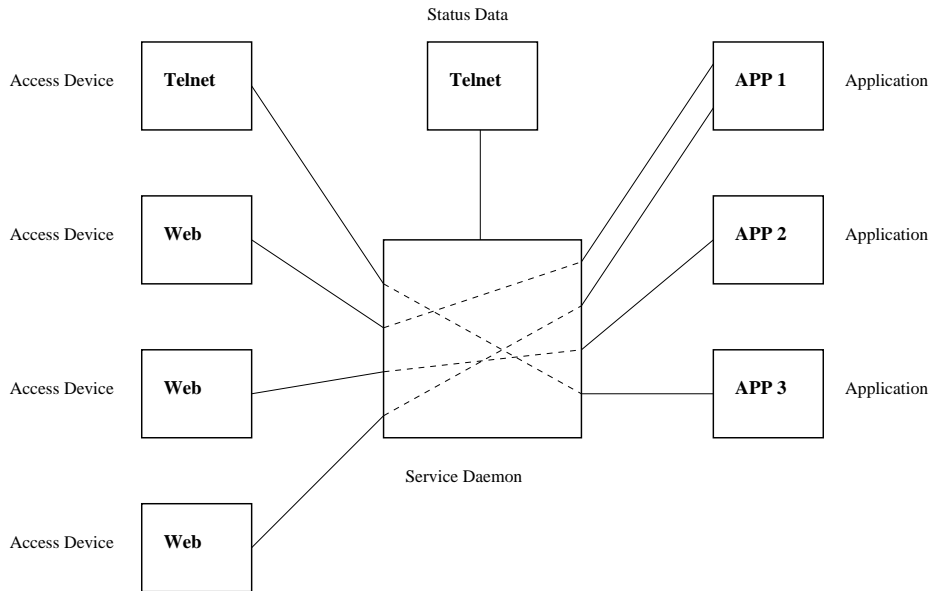 Status Data
Access Device
Telnet
Telnet
APP 1
Application
Access Device
Web
APP 2
Application
Access Device
Web
APP 3
Application
Service Daemon
Access Device
Web